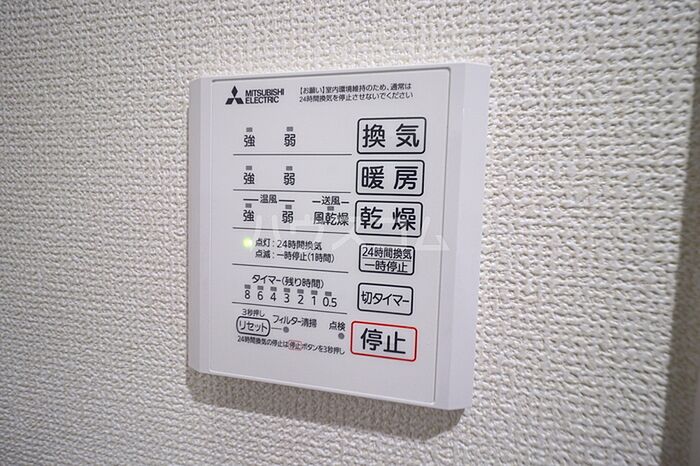 MITSUBISHI ELECTRIC
【お願い】室内環境維持のため、通常は
24時間換気を停止させないでください
強 弱 換気
強 弱 暖房
温風 送風
強 弱 風乾燥 乾燥
点灯:24時間換気
点滅:一時停止(1時間)
24時間換気
一時停止
タイマー(残り時間)
8 6 4 3 2 1 0.5
切タイマー
3秒押し
リセット フィルター清掃 点検
停止
24時間換気の停止は停止ボタンを3秒押し
ハウスコム